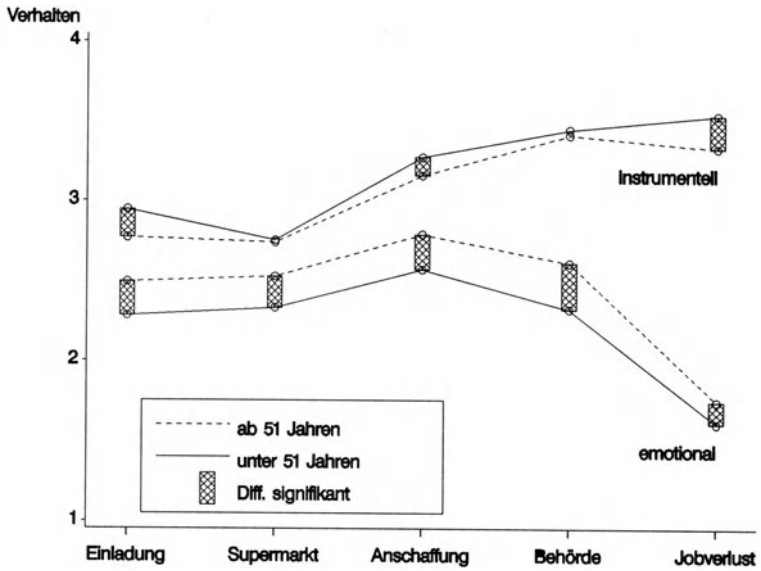 Verhalten
4
3
2
1
instrumentell
emotional
ab 51 Jahren
unter 51 Jahren
Diff. signifikant
Einladung Supermarkt Anschaffung Behörde Jobverlust